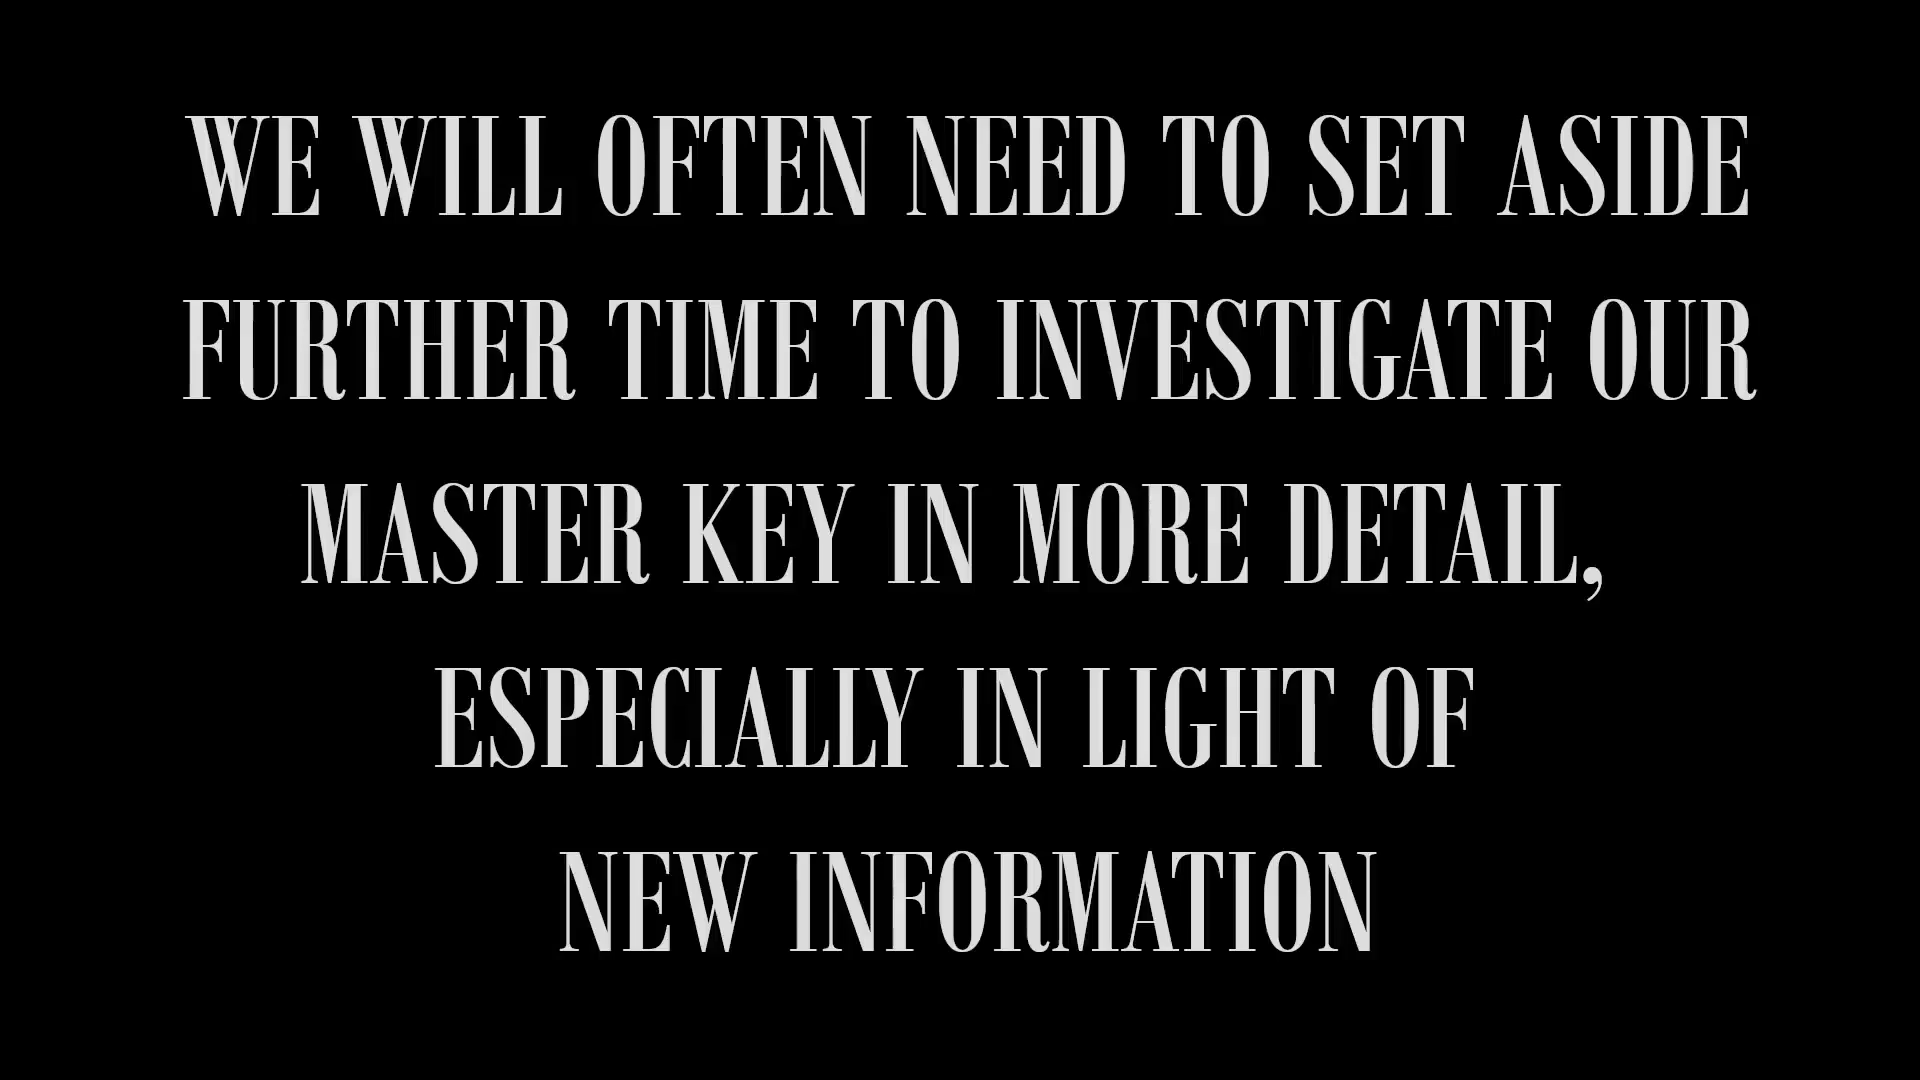 WE WILL OFTEN NEED TO SET ASIDE
FURTHER TIME TO INVESTIGATE OUR
MASTER KEY IN MORE DETAIL,
ESPECIALLY IN LIGHT OF
NEW INFORMATION